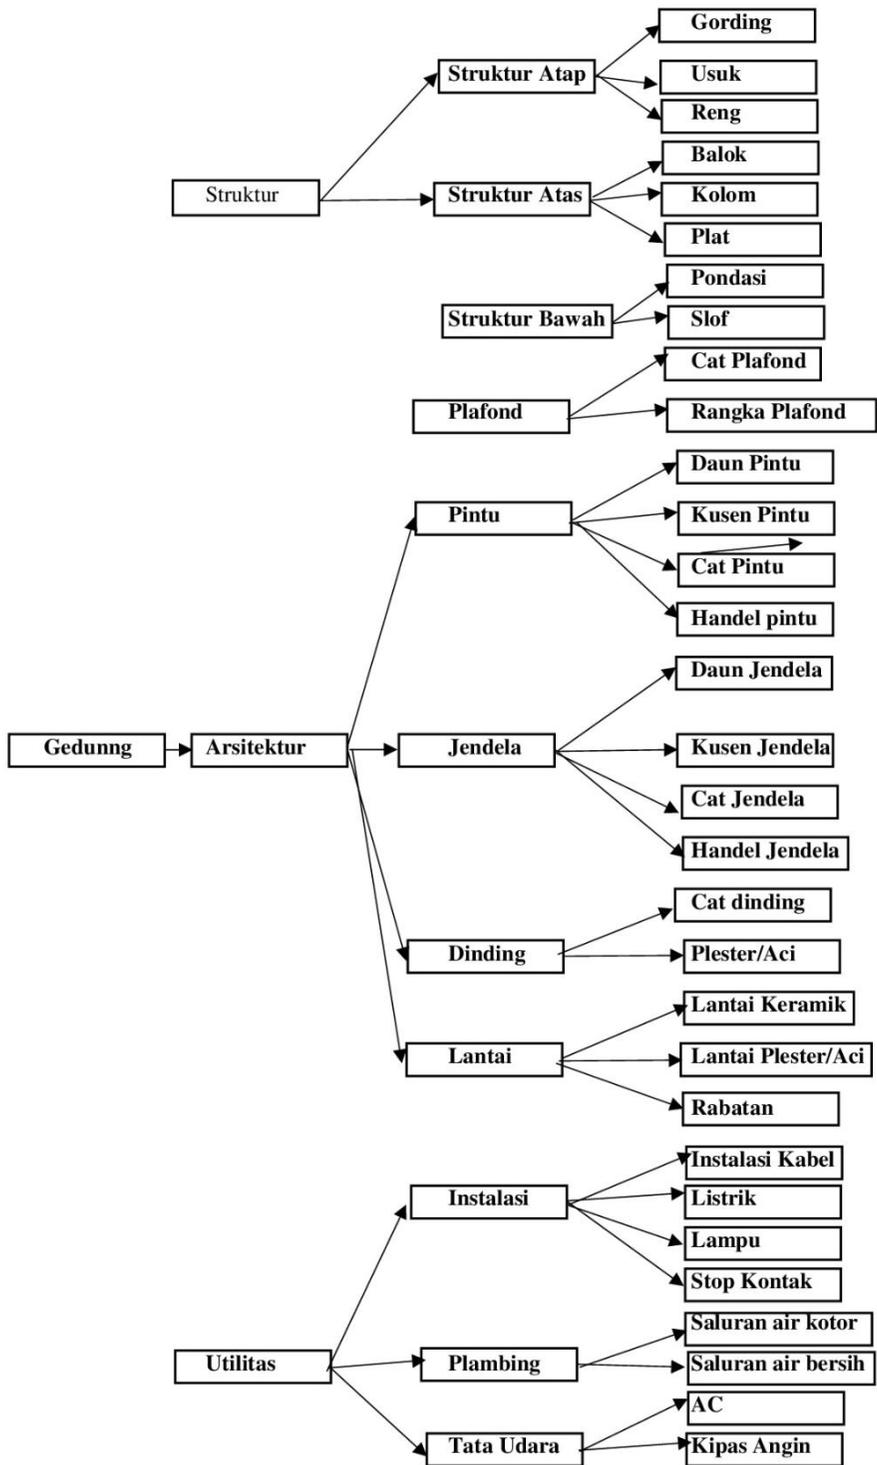 Gording
Struktur Atap Usuk
Reng
Balok
Struktur Struktur Atas Kolom
Plat
Pondasi
Struktur Bawah Slof
Cat Plafond
Plafond Rangka Plafond
Daun Pintu
Pintu Kusen Pintu
Cat Pintu
Handel pintu
Daun Jendela
Gedunng Arsitektur Jendela Kusen Jendela
Cat Jendela
Handel Jendela
Cat dinding
Dinding Plester/Aci
Lantai Keramik
Lantai Lantai Plester/Aci
Rabatan
Instalasi Kabel
Instalasi Listrik
Lampu
Stop Kontak
Saluran air kotor
Utilitas Plambing Saluran air bersih
AC
Tata Udara Kipas Angin